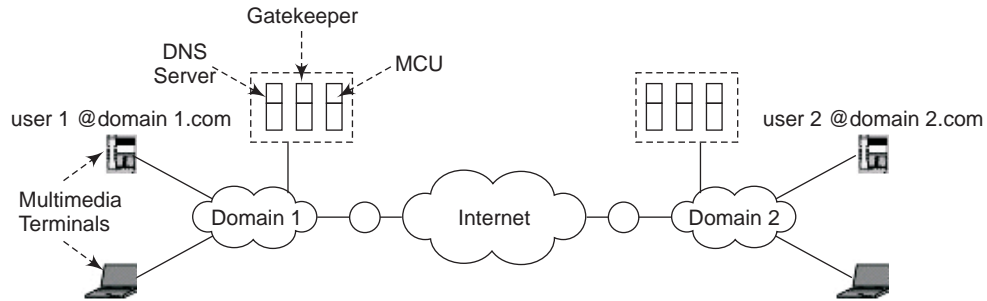 Gatekeeper
DNS
Server
MCU
user 1 @domain 1.com
user 2 @domain 2.com
Multimedia
Terminals
Domain 1
Internet
Domain 2